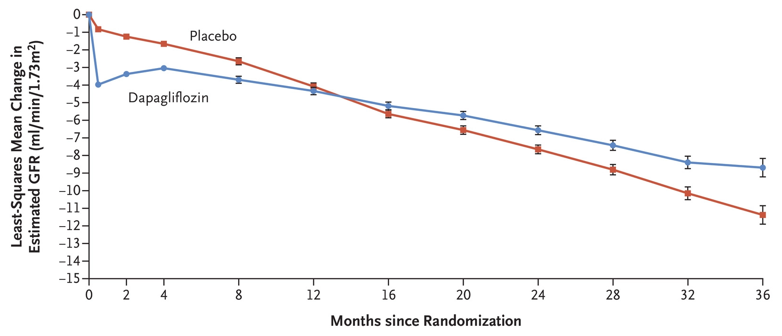 0
−1
−2
−3
−4
−5
−6
−7
−8
−9
−10
−11
−12
−13
−14
−15
Least-Squares Mean Change in
Estimated GFR (ml/min/1.73m²)
Placebo
Dapagliflozin
0 2 4 8 12 16 20 24 28 32 36
Months since Randomization